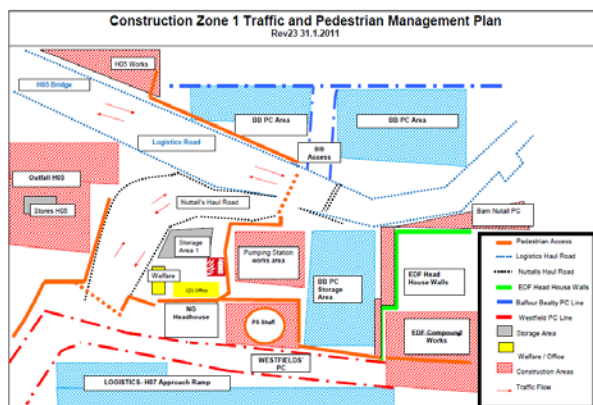 Construction Zone 1 Traffic and Pedestrian Management Plan
Rev23 31.1.2011
H05 Works
H05 Bridge
BB PC Area
BB PC Area
Logistics Road
BB
Access
Outfall H03
Stores H05
Nuttall's Haul Road
Barn Nutall PC
Storage
Area 1
Pumping Station
works area
Welfare
Office
BB PC
Storage
Area
EDF Head
House Walls
NG
Headhouse
PS Shaft
EDF Compound
Works
WESTFIELDS'
PC
LOGISTICS- H07 Approach Ramp
Pedestrian Access
Logistics Haul Road
Nuttalls Haul Road
EDF Head House Walls
Balfour Beatty PC Line
Westfield PC Line
Storage Area
Welfare / Office
Construction Areas
Traffic Flow